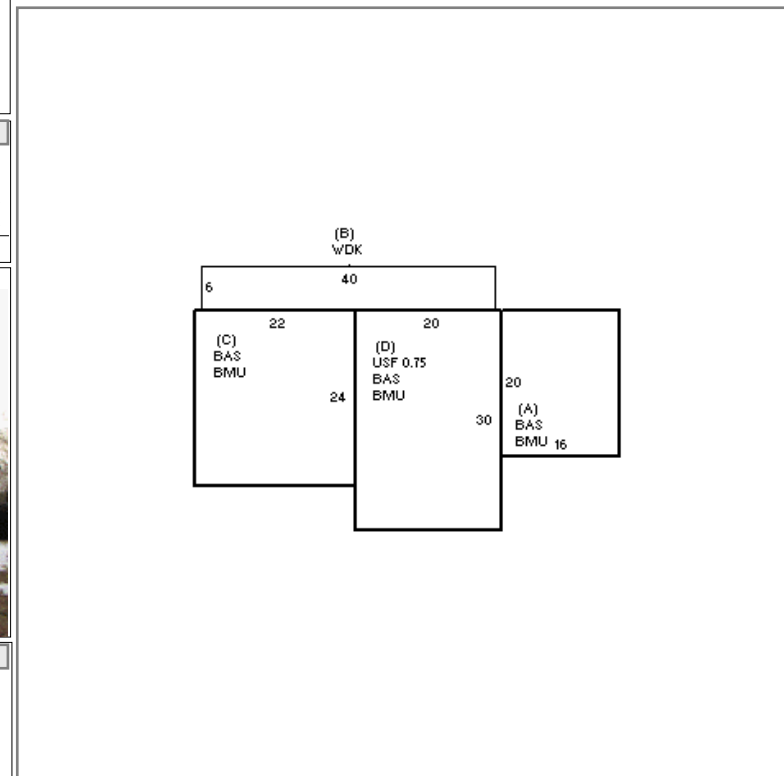 (B)
WDK
40
6
22
20
(C)
BAS
BMU
(D)
USF 0.75
BAS
BMU
24
30
20
(A)
BAS
BMU 16